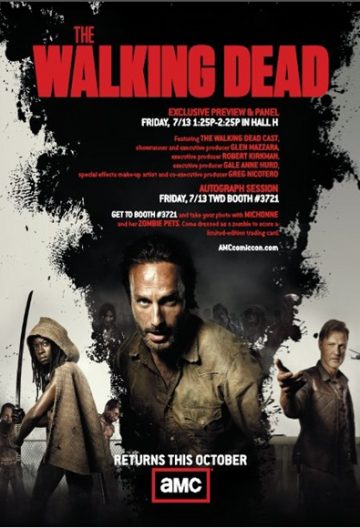 THE
WALKING DEAD
EXCLUSIVE PREVIEW & PANEL
FRIDAY, 7/13 1:25P-2:25P IN HALL H
Featuring THE WALKING DEAD CAST,
showrunner and executive producer GLEN MAZZARA,
executive producer ROBERT KIRKMAN,
executive producer GALE ANNE HURD,
special effects make-up artist and co-executive producer GREG NICOTERO
AUTOGRAPH SESSION
FRIDAY, 7/13 TWD BOOTH #3721
GET TO BOOTH #3721 and take your photo with MICHONNE
and her ZOMBIE PETS. Come dressed as a zombie to score a
limited-edition trading card.
AMCcomiccon.com
RETURNS THIS OCTOBER
aMC